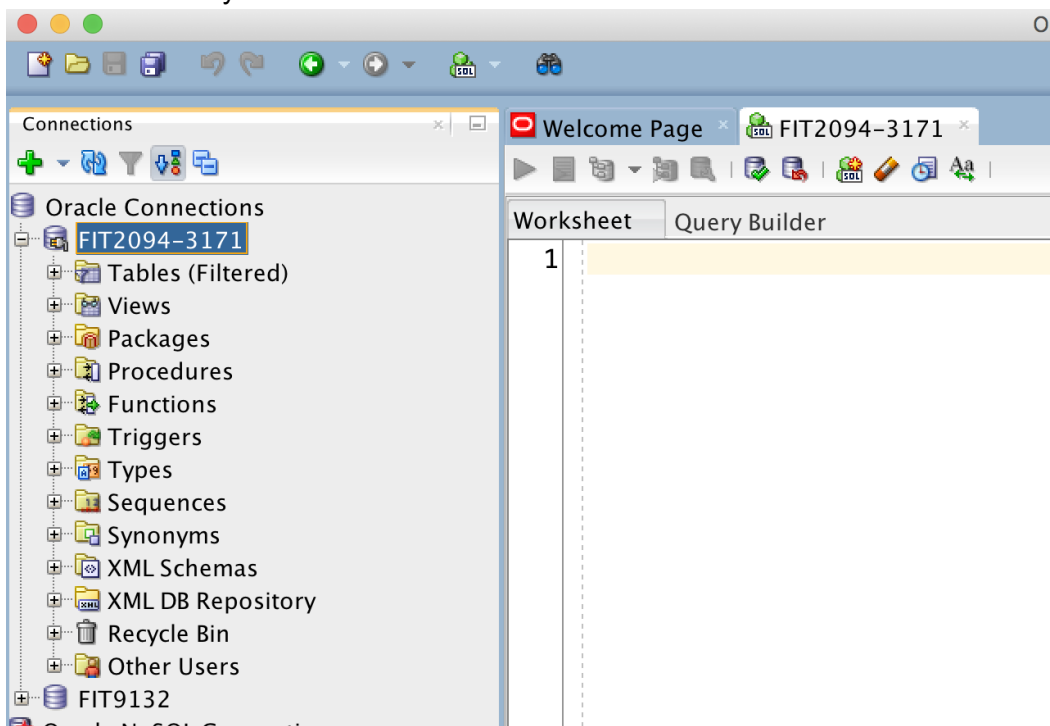 O
Connections
Welcome Page
FIT2094-3171
Oracle Connections
FIT2094-3171
Tables (Filtered)
Views
Packages
Procedures
Functions
Triggers
Types
Sequences
Synonyms
XML Schemas
XML DB Repository
Recycle Bin
Other Users
FIT9132
Worksheet
Query Builder
1